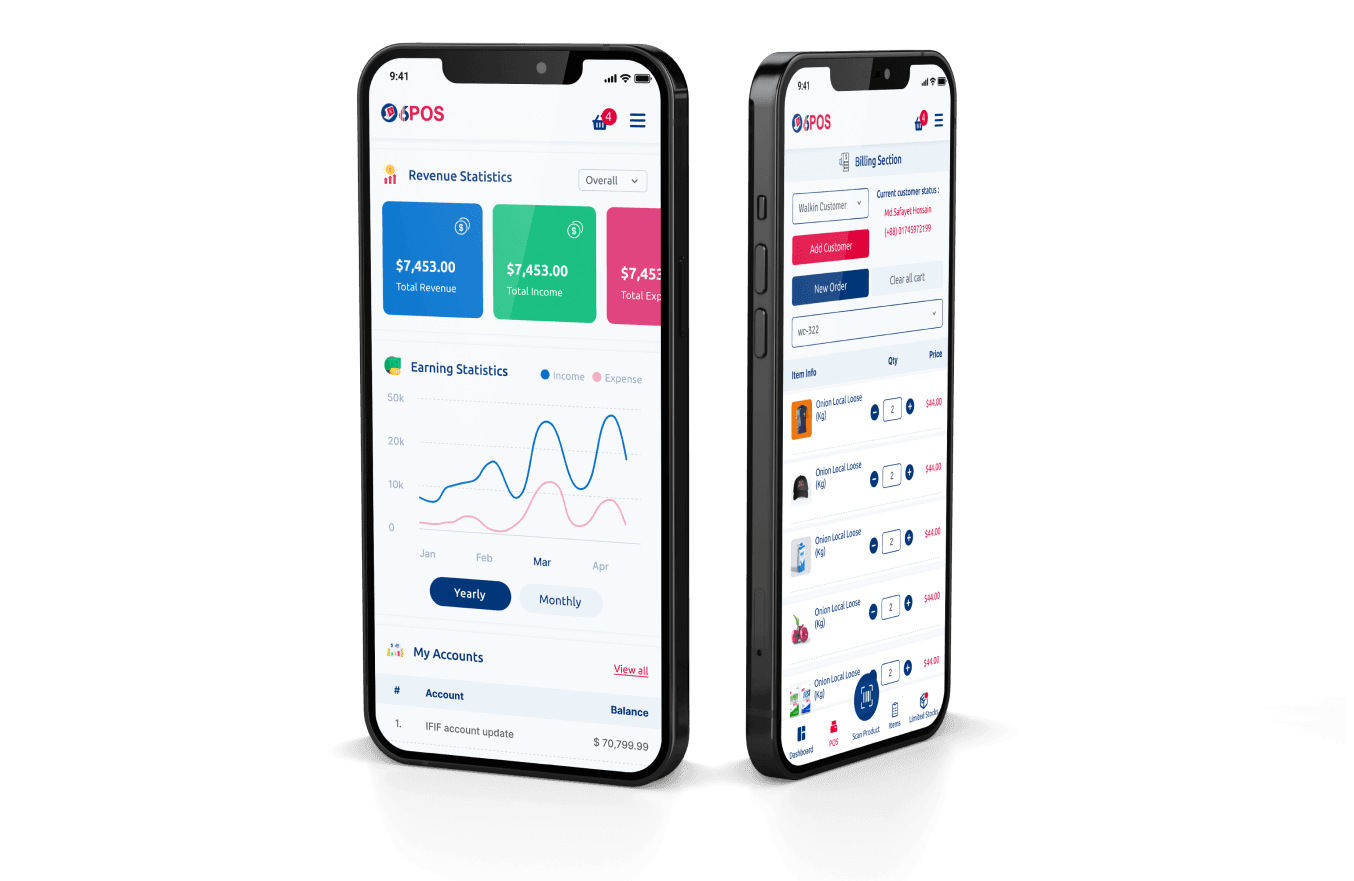 9:41
6POS
4
Revenue Statistics
Overall
$7,453.00
Total Revenue
$7,453.00
Total Income
$7,453
Total Exp
Earning Statistics
Income
Expense
50k
20k
10k
0
Jan
Feb
Mar
Apr
Yearly
Monthly
My Accounts
View all
# Account Balance
1. IFIF account update $ 70,799.99
9:41
6POS
4
Billing Section
Walkin Customer
Current customer status :
Md.Safayet Hossain
(+88) 01745972199
Add Customer
New Order
Clear all cart
wc-322
Item Info Qty Price
Onion Local Loose
(Kg)
2
$44.00
Onion Local Loose
(Kg)
2
$44.00
Onion Local Loose
(Kg)
2
$44.00
Onion Local Loose
(Kg)
2
$44.00
Onion Local Loose
(Kg)
2
$44.00
Dashboard
POS
Scan Product
Items
Limited Stocks